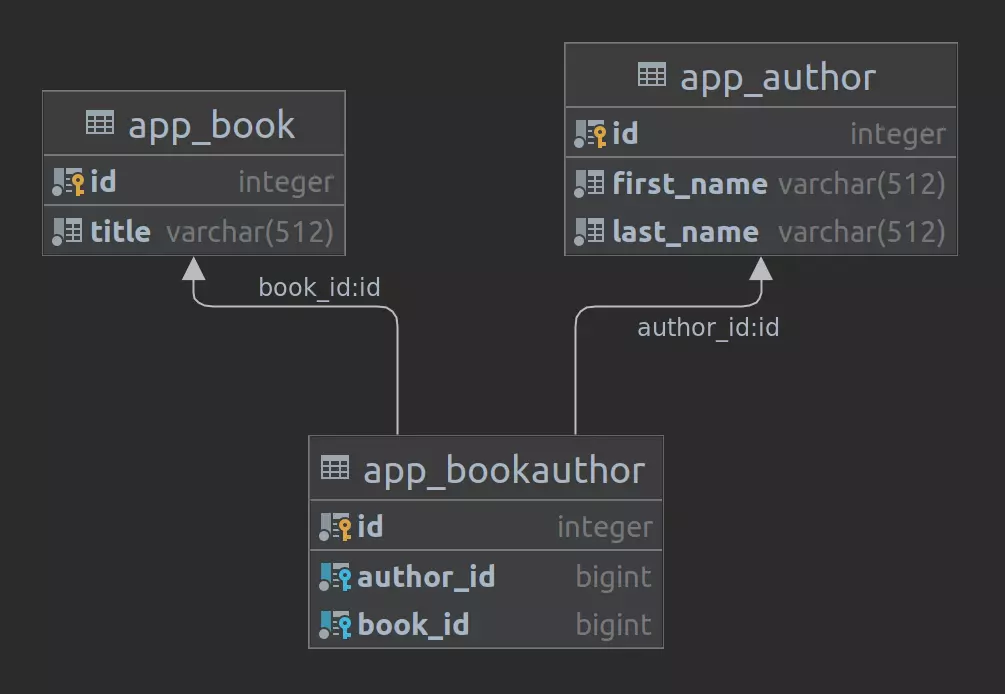 app_book
id integer
title varchar(512)
app_author
id integer
first_name varchar(512)
last_name varchar(512)
book_id:id
author_id:id
app_bookauthor
id integer
author_id bigint
book_id bigint